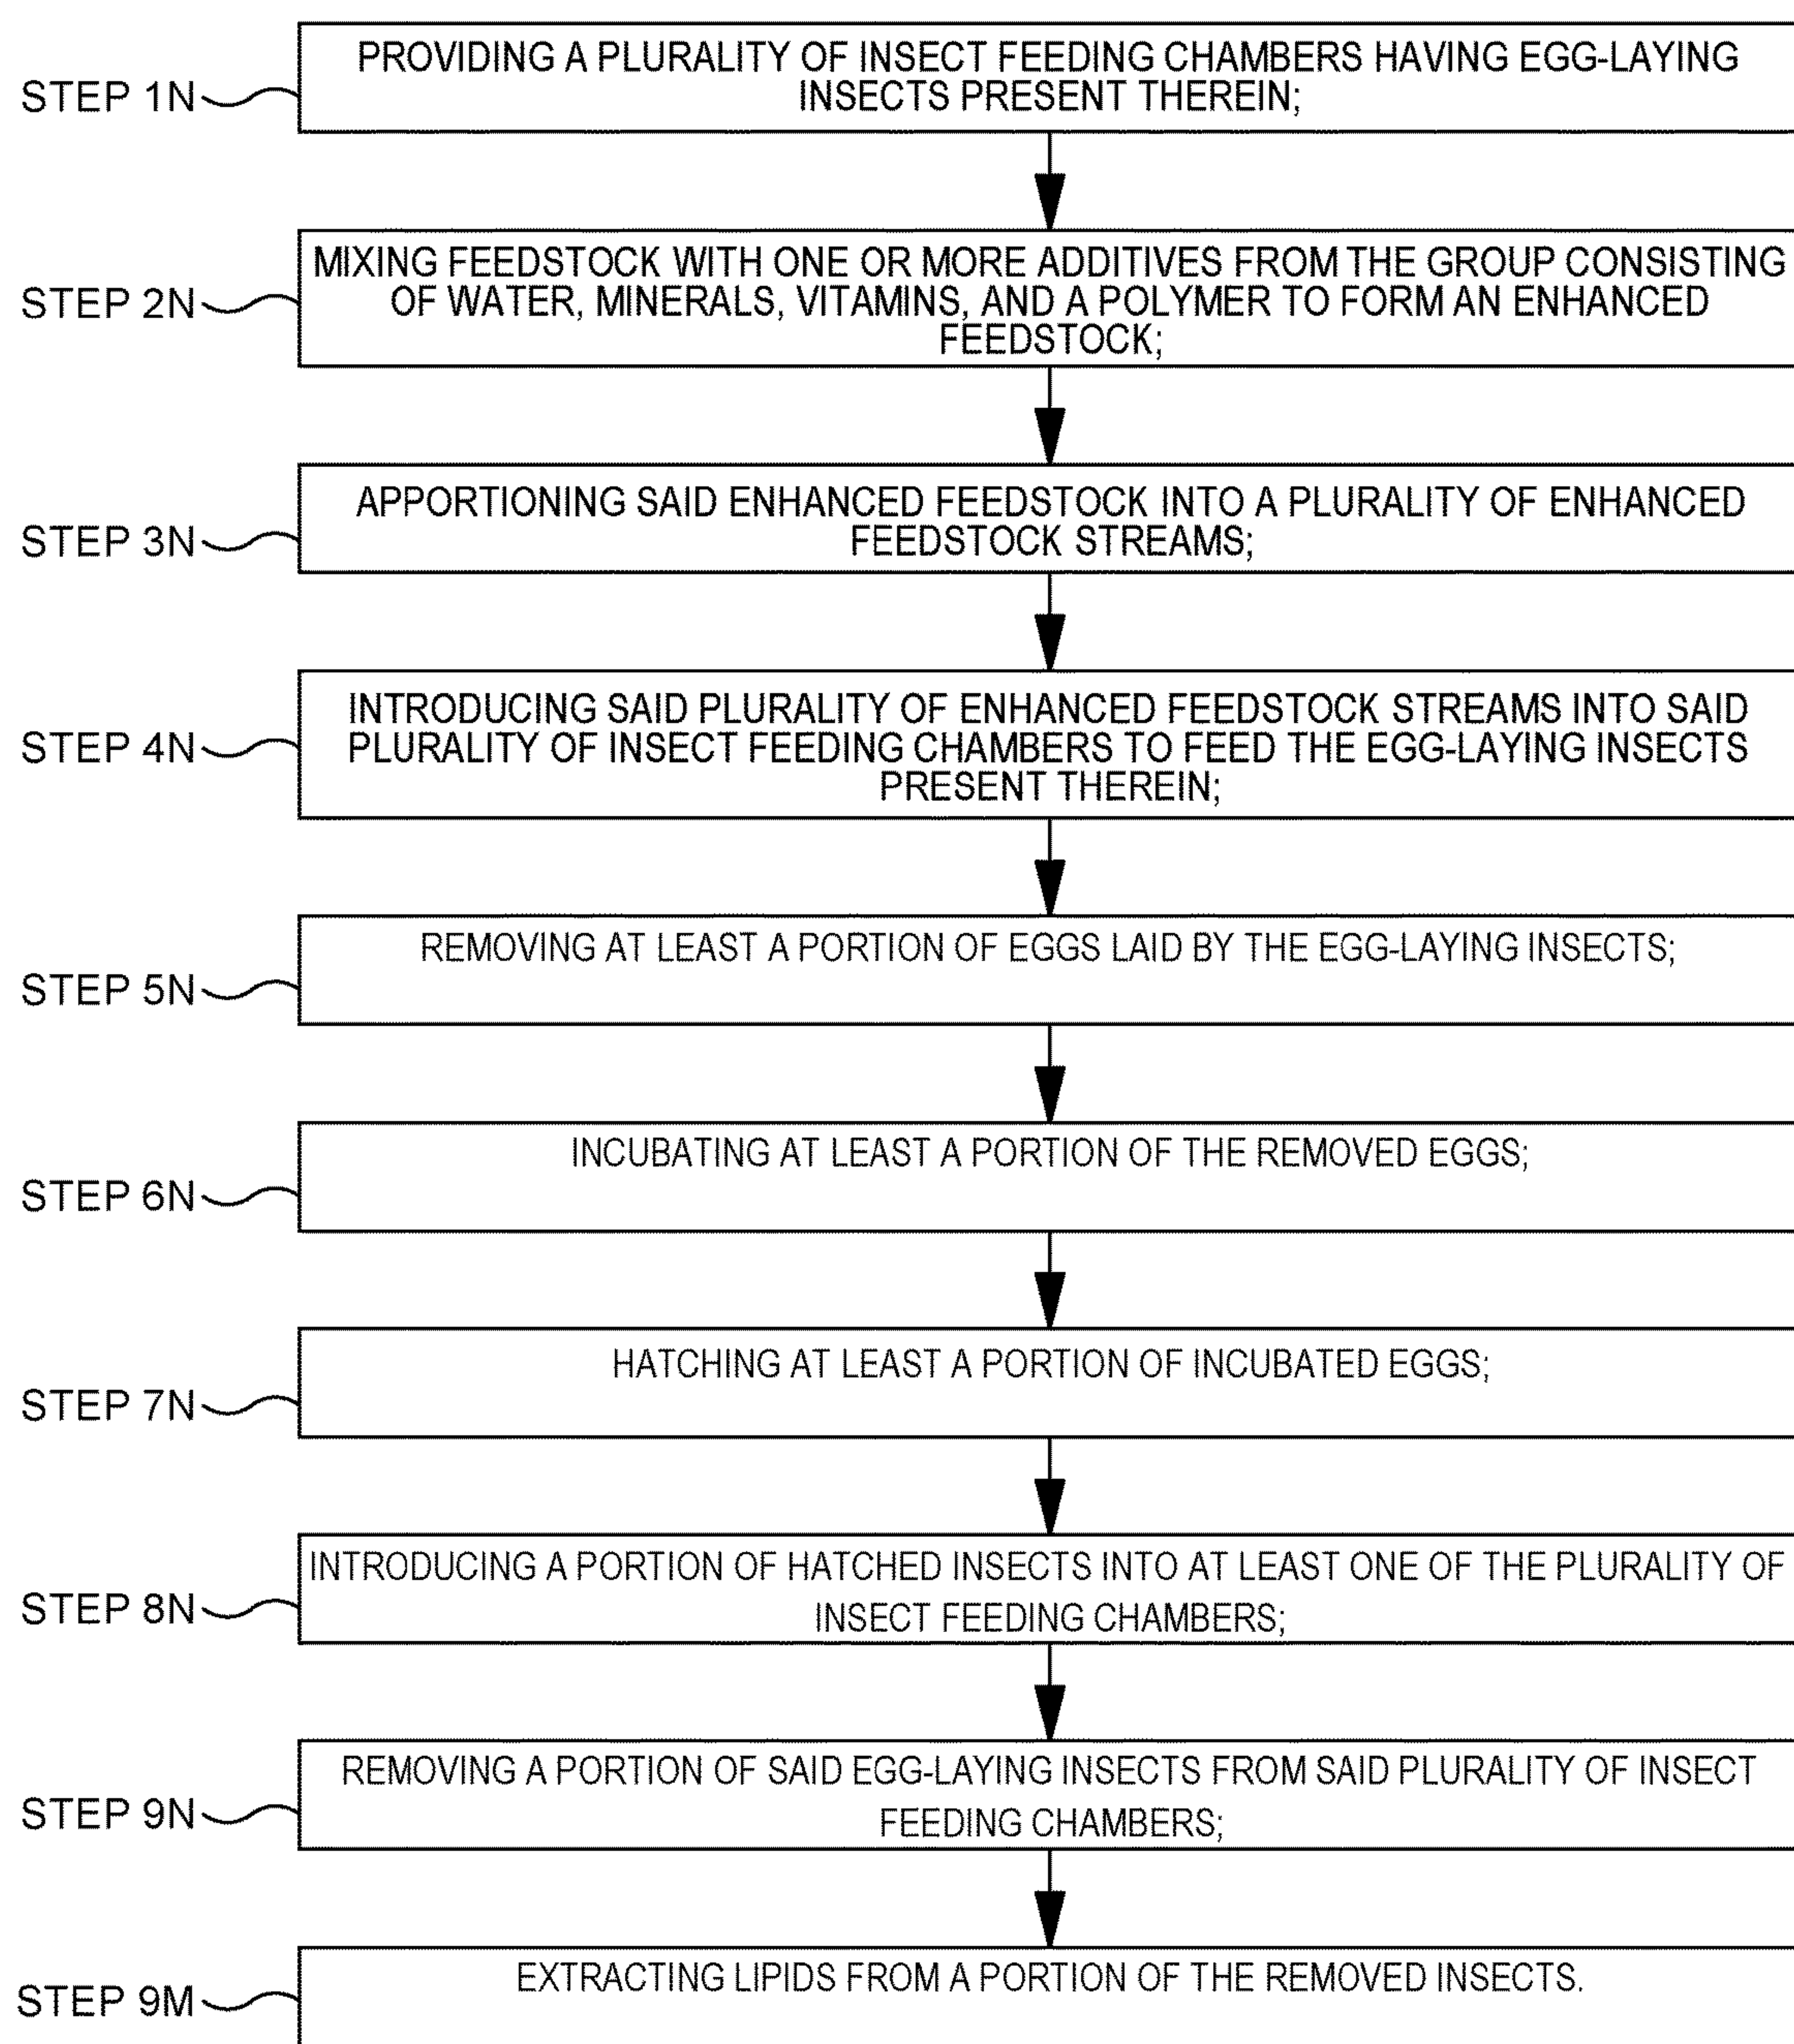 STEP 1N
PROVIDING A PLURALITY OF INSECT FEEDING CHAMBERS HAVING EGG-LAYING
INSECTS PRESENT THEREIN;
STEP 2N
MIXING FEEDSTOCK WITH ONE OR MORE ADDITIVES FROM THE GROUP CONSISTING
OF WATER, MINERALS, VITAMINS, AND A POLYMER TO FORM AN ENHANCED
FEEDSTOCK;
STEP 3N
APPORTIONING SAID ENHANCED FEEDSTOCK INTO A PLURALITY OF ENHANCED
FEEDSTOCK STREAMS;
STEP 4N
INTRODUCING SAID PLURALITY OF ENHANCED FEEDSTOCK STREAMS INTO SAID
PLURALITY OF INSECT FEEDING CHAMBERS TO FEED THE EGG-LAYING INSECTS
PRESENT THEREIN;
STEP 5N
REMOVING AT LEAST A PORTION OF EGGS LAID BY THE EGG-LAYING INSECTS;
STEP 6N
INCUBATING AT LEAST A PORTION OF THE REMOVED EGGS;
STEP 7N
HATCHING AT LEAST A PORTION OF INCUBATED EGGS;
STEP 8N
INTRODUCING A PORTION OF HATCHED INSECTS INTO AT LEAST ONE OF THE PLURALITY OF
INSECT FEEDING CHAMBERS;
STEP 9N
REMOVING A PORTION OF SAID EGG-LAYING INSECTS FROM SAID PLURALITY OF INSECT
FEEDING CHAMBERS;
STEP 9M
EXTRACTING LIPIDS FROM A PORTION OF THE REMOVED INSECTS.